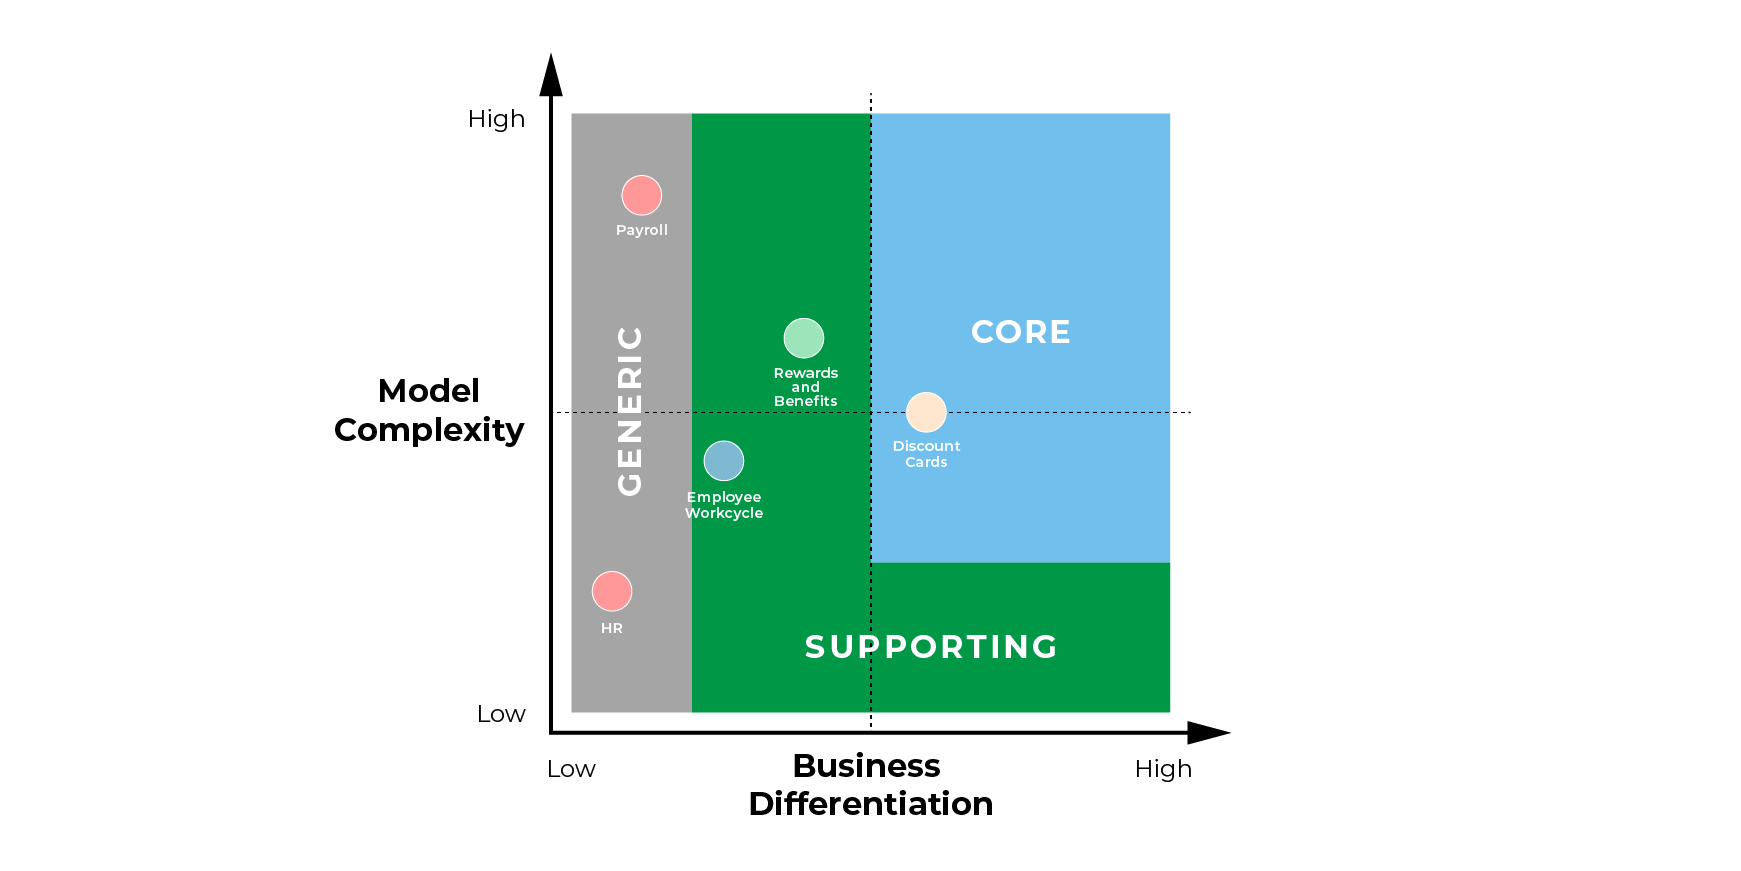 High
Payroll
GENERIC
CORE
Rewards
and
Benefits
Model
Complexity
Discount
Cards
Employee
Workcycle
HR
SUPPORTING
Low
Low
Business
Differentiation
High